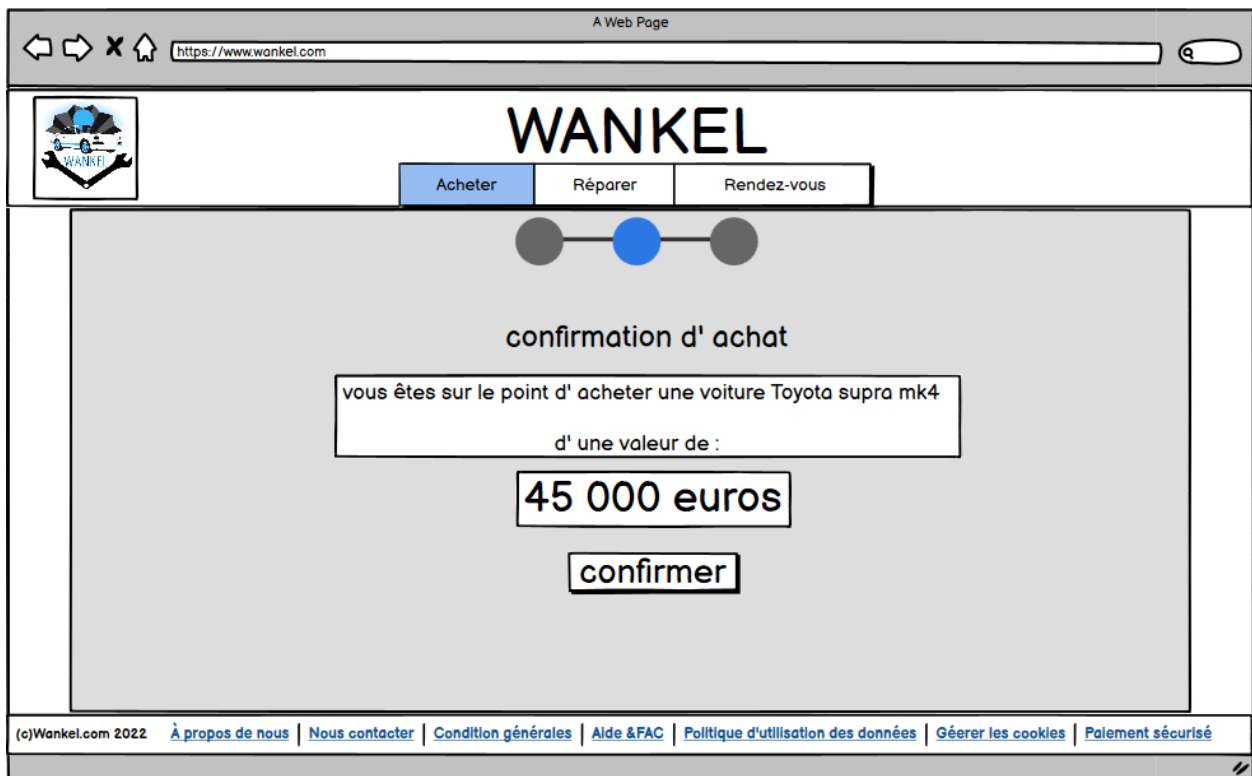 A Web Page
https://www.wankel.com
WANKEL
WANKEL
Acheter Réparer Rendez-vous
confirmation d' achat
vous êtes sur le point d' acheter une voiture Toyota supra mk4
d' une valeur de :
45 000 euros
confirmer
(c)Wankel.com 2022 À propos de nous | Nous contacter | Condition générales | Aide &FAC | Politique d'utilisation des données | Géerer les cookies | Paiement sécurisé